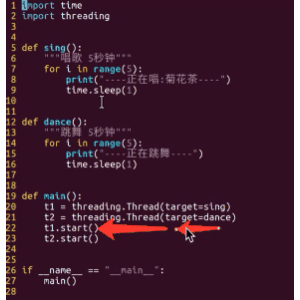 1 import time
2 import threading
3
4
5 def sing():
6     """唱歌 5秒钟"""
7     for i in range(5):
8         print("----正在唱:菊花茶----")
9         time.sleep(1)
10
11
12 def dance():
13     """跳舞 5秒钟"""
14     for i in range(5):
15         print("----正在跳舞----")
16         time.sleep(1)
17
18
19 def main():
20     t1 = threading.Thread(target=sing)
21     t2 = threading.Thread(target=dance)
22     t1.start()
23     t2.start()
24
25
26 if __name__ == "__main__":
27     main()
28